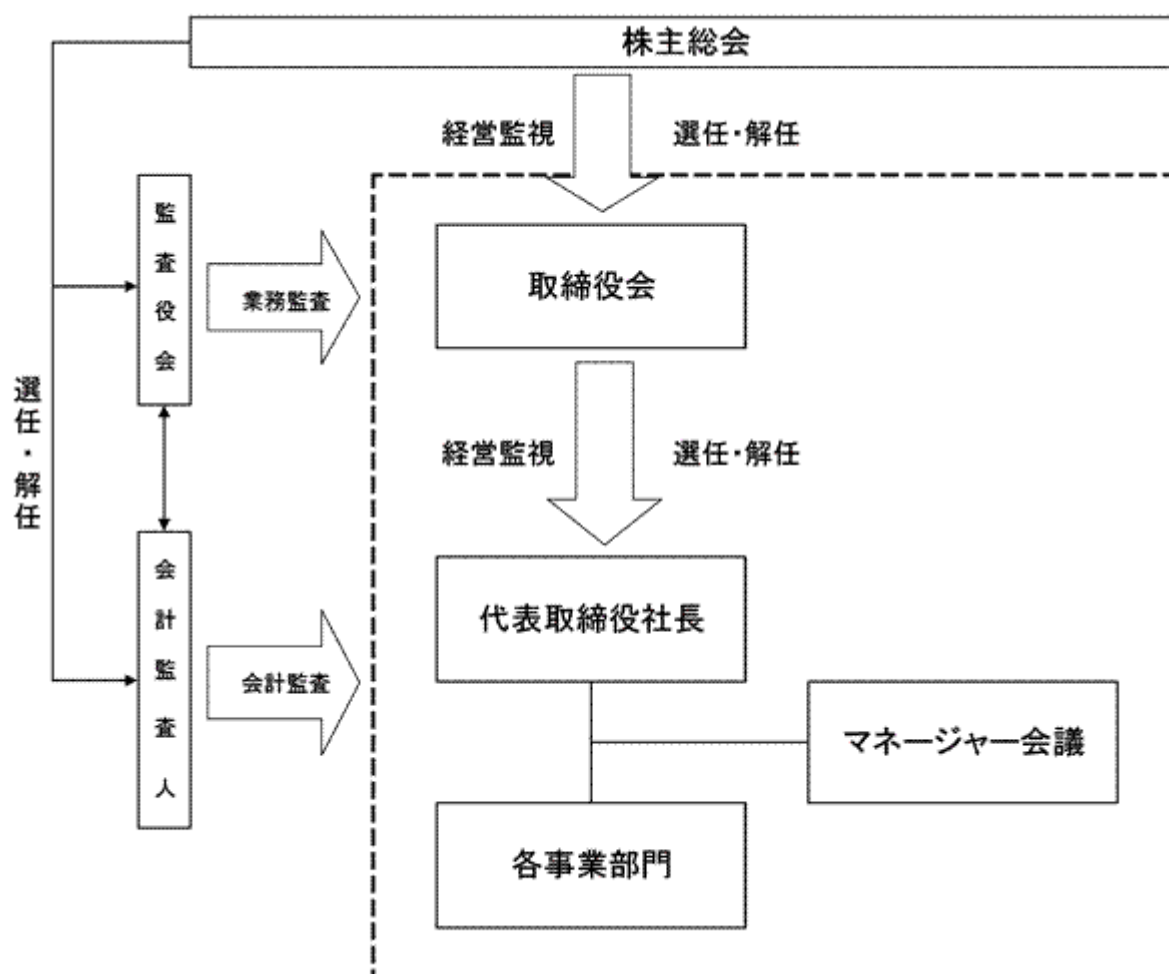 株主総会
経営監視
選任・解任
監査役会
業務監査
取締役会
選任・解任
経営監視
選任・解任
会計監査人
会計監査
代表取締役社長
マネージャー会議
各事業部門